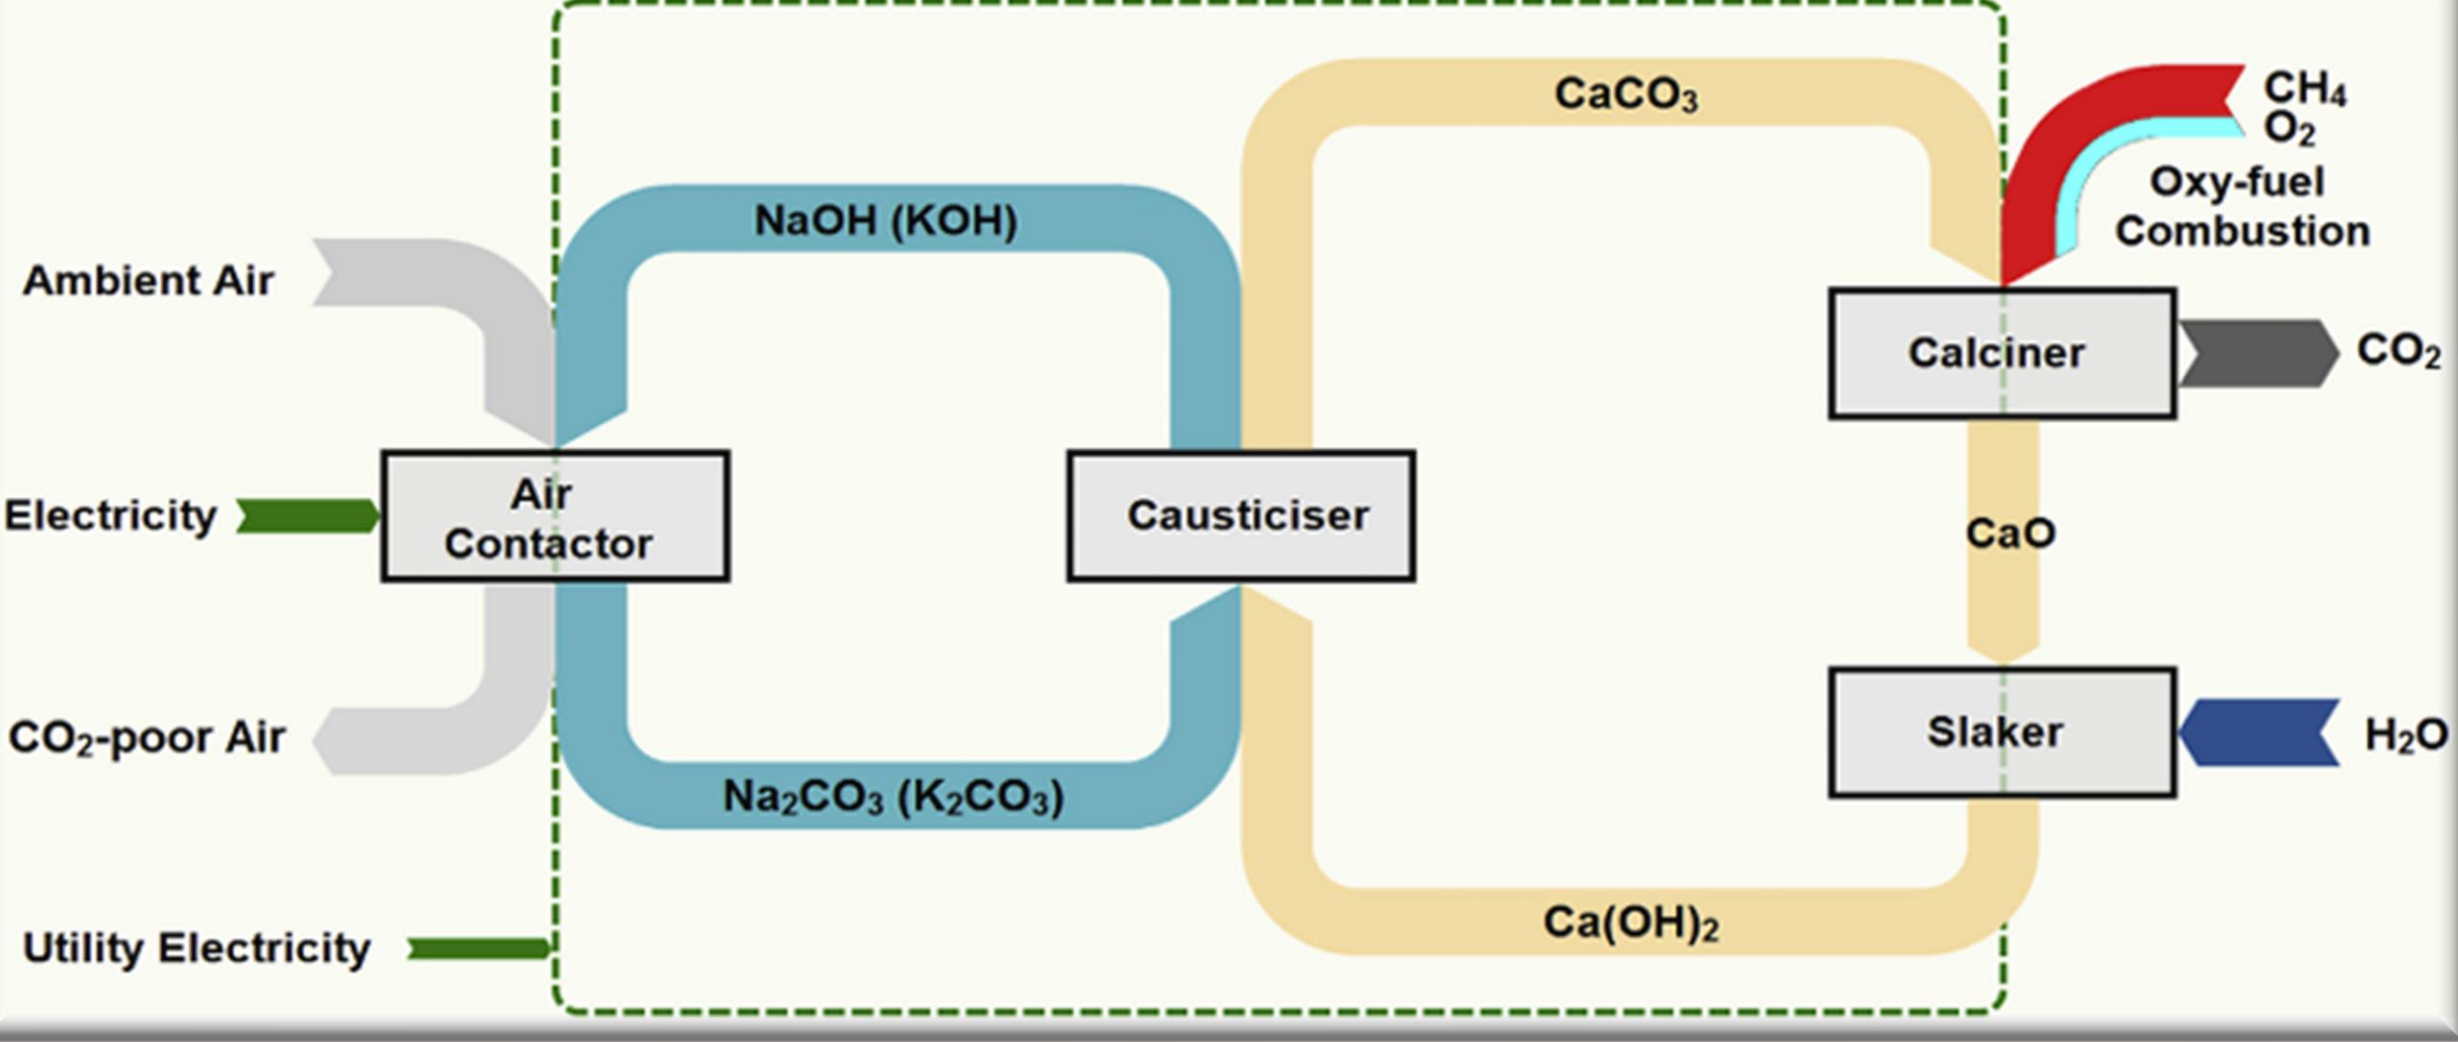 CaCO₃
CH₄
O₂
Oxy-fuel
Combustion
NaOH (KOH)
Ambient Air
Calciner
CO₂
Electricity
Air
Contactor
Causticiser
CaO
CO₂-poor Air
Slaker
H₂O
Na₂CO₃ (K₂CO₃)
Ca(OH)₂
Utility Electricity